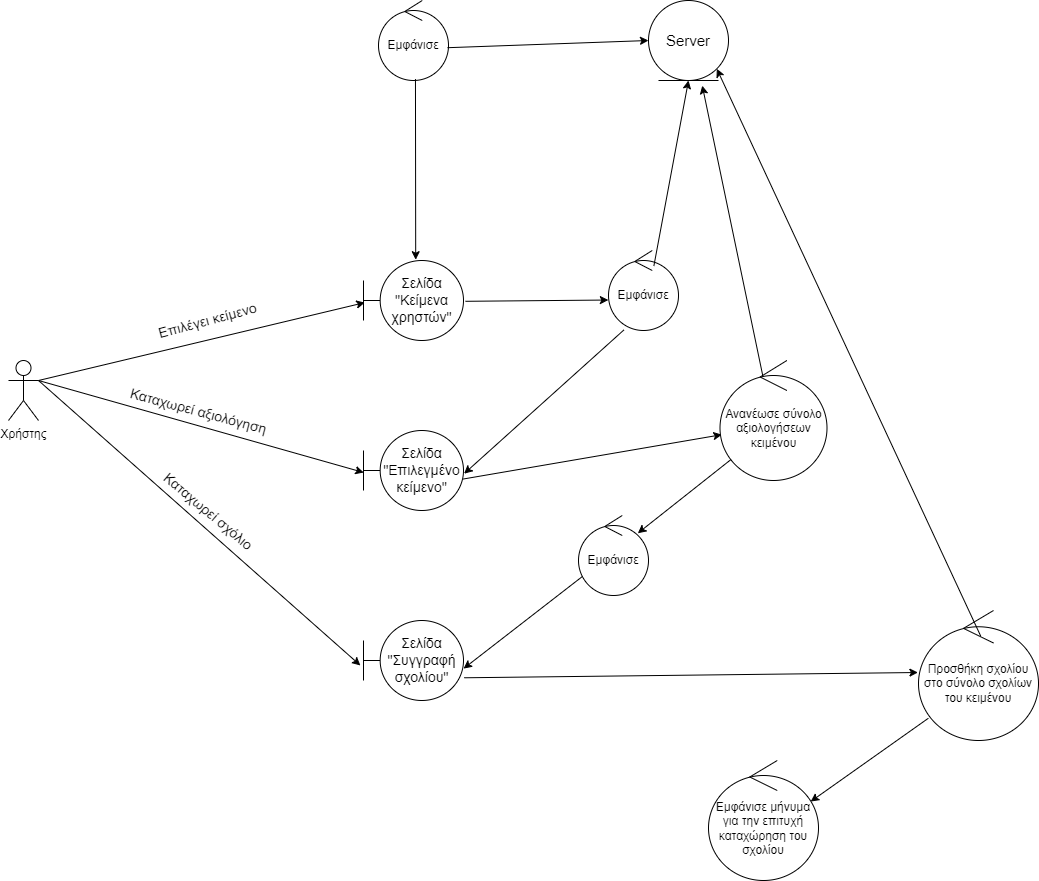 Εμφάνισε
Server
Σελίδα
"Κείμενα
χρηστών"
Εμφάνισε
Επιλέγει κείμενο
Χρήστης
Καταχωρεί αξιολόγηση
Ανανέωσε σύνολο
αξιολογήσεων
κειμένου
Σελίδα
"Επιλεγμένο
κείμενο"
Καταχωρεί σχόλιο
Εμφάνισε
Σελίδα
"Συγγραφή
σχολίου"
Προσθήκη σχολίου
στο σύνολο σχολίων
του κειμένου
Εμφάνισε μήνυμα
για την επιτυχή
καταχώρηση του
σχολίου